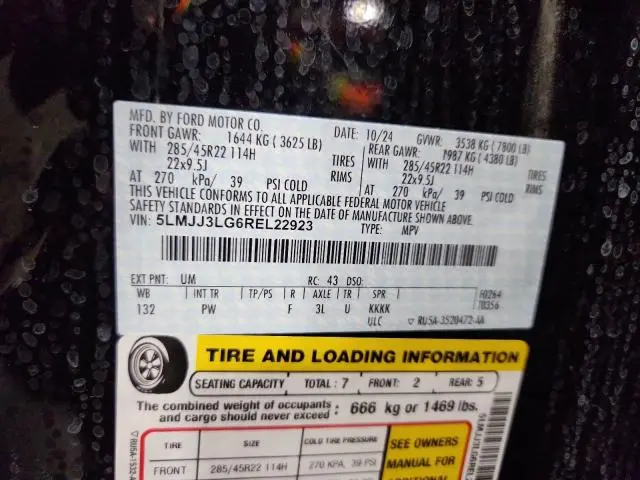 MFD. BY FORD MOTOR CO. DATE: 10/24 GVWR: 3538 KG ( 7800 LB)
FRONT GAWR: 1644 KG ( 3625 LB) REAR GAWR: 1987 KG ( 4380 LB)
WITH 285/45R22 114H TIRES WITH 285/45R22 114H TIRES
22x9.5J RIMS 22x9.5J RIMS
AT 270 kPa/ 39 PSI COLD AT 270 kPa/ 39 PSI COLD
THIS VEHICLE CONFORMS TO ALL APPLICABLE FEDERAL MOTOR VEHICLE
SAFETY STANDARDS IN EFFECT ON THE DATE OF MANUFACTURE SHOWN ABOVE.
VIN: 5LMJJ3LG6REL22923 TYPE: MPV
EXT PNT: UM RC: 43 DSO:
WB INT TR TP/PS R AXLE TR SPR F0264
132 PW F 3L U KKKK T0356
ULC ▽ RU5A-3520472-AA
TIRE AND LOADING INFORMATION
SEATING CAPACITY TOTAL : 7 FRONT: 2 REAR: 5
The combined weight of occupants
and cargo should never exceed : 666 kg or 1469 lbs.
TIRE SIZE COLD TIRE PRESSURE SEE OWNERS
MANUAL FOR
FRONT 285/45R22 114H 270 KPA, 39 PSI
ADDITIONAL